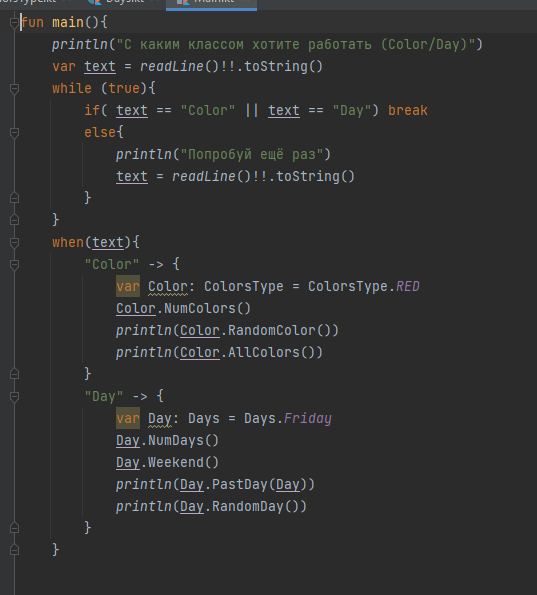 fun main(){
println("С каким классом хотите работать (Color/Day)")
var text = readLine()!!.toString()
while (true){
if( text == "Color" || text == "Day") break
else{
println("Попробуй ещё раз")
text = readLine()!!.toString()
}
}
when(text){
"Color" -> {
var Color: ColorsType = ColorsType.RED
Color.NumColors()
println(Color.RandomColor())
println(Color.AllColors())
}
"Day" -> {
var Day: Days = Days.Friday
Day.NumDays()
Day.Weekend()
println(Day.PastDay(Day))
println(Day.RandomDay())
}
}